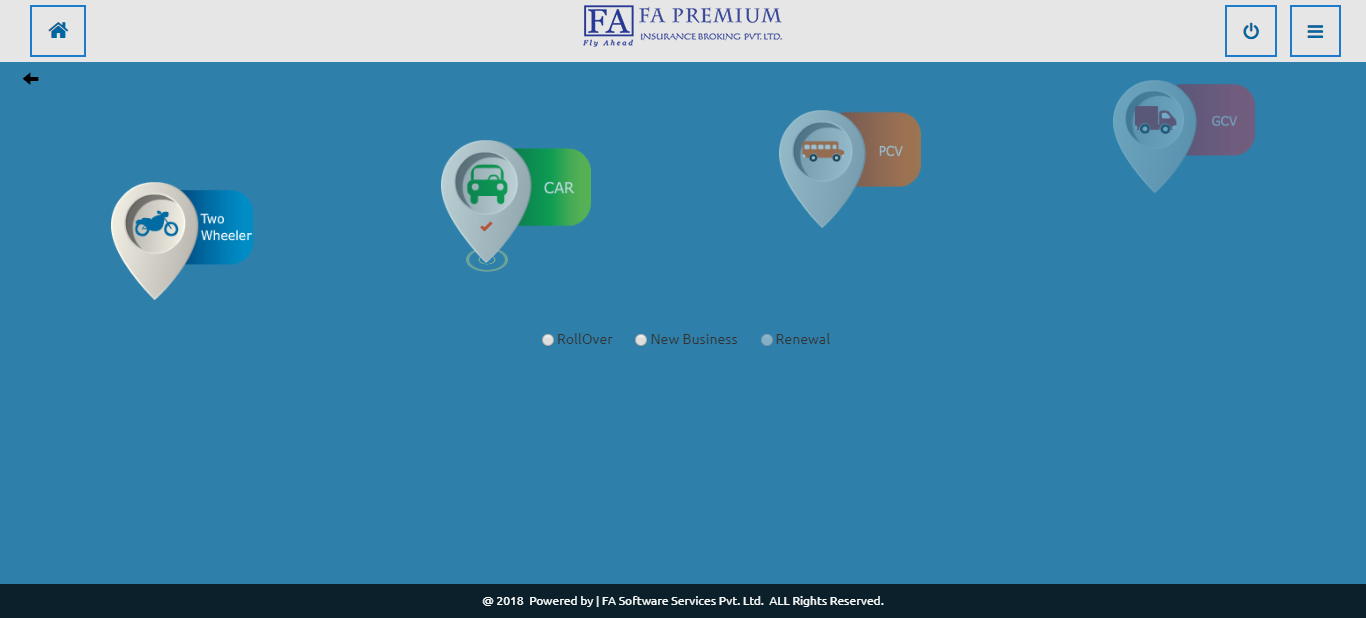 FA FA PREMIUM
Fly Ahead INSURANCE BROKING PVT. LTD.
GCV
PCV
CAR
Two
Wheeler
RollOver New Business Renewal
@ 2018 Powered by | FA Software Services Pvt. Ltd. ALL Rights Reserved.